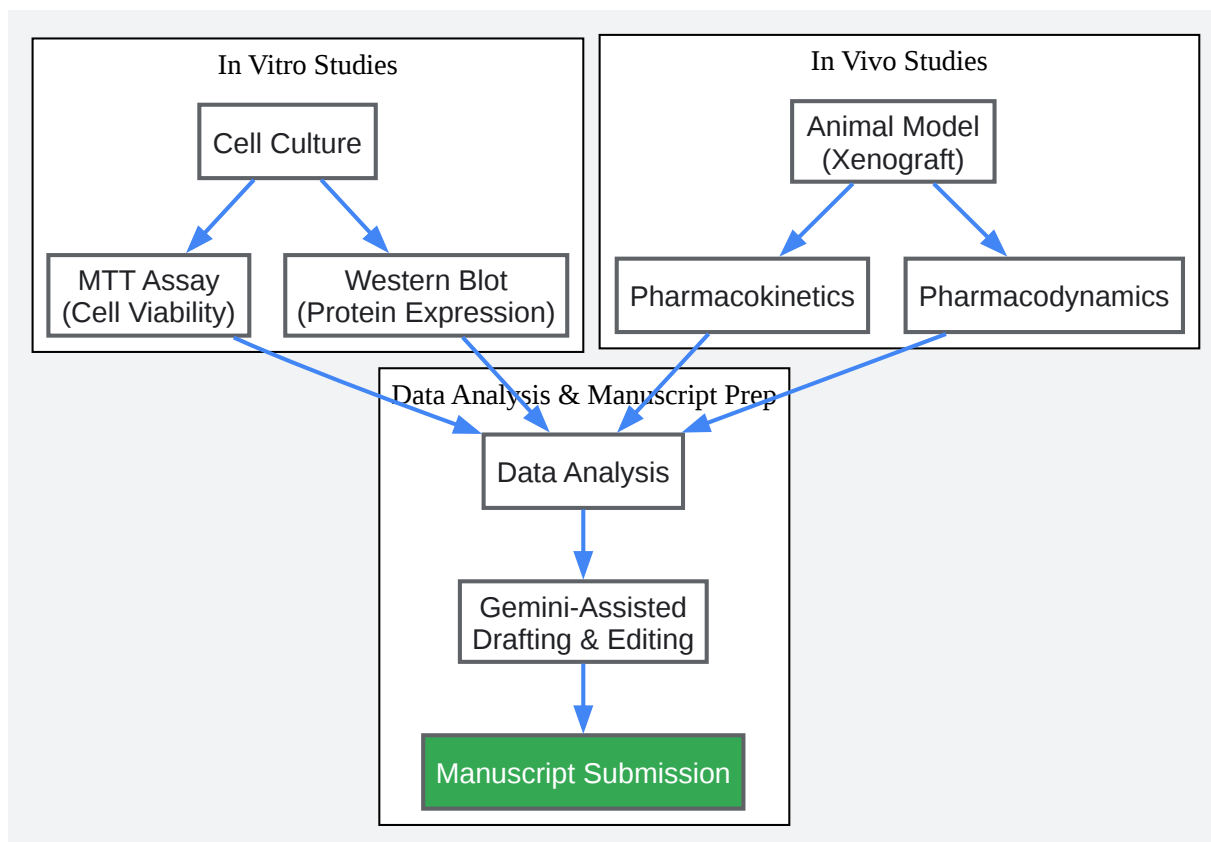 In Vitro Studies
Cell Culture
MTT Assay
(Cell Viability)
Western Blot
(Protein Expression)
In Vivo Studies
Animal Model
(Xenograft)
Pharmacokinetics
Pharmacodynamics
Data Analysis & Manuscript Prep
Data Analysis
Gemini-Assisted
Drafting & Editing
Manuscript Submission